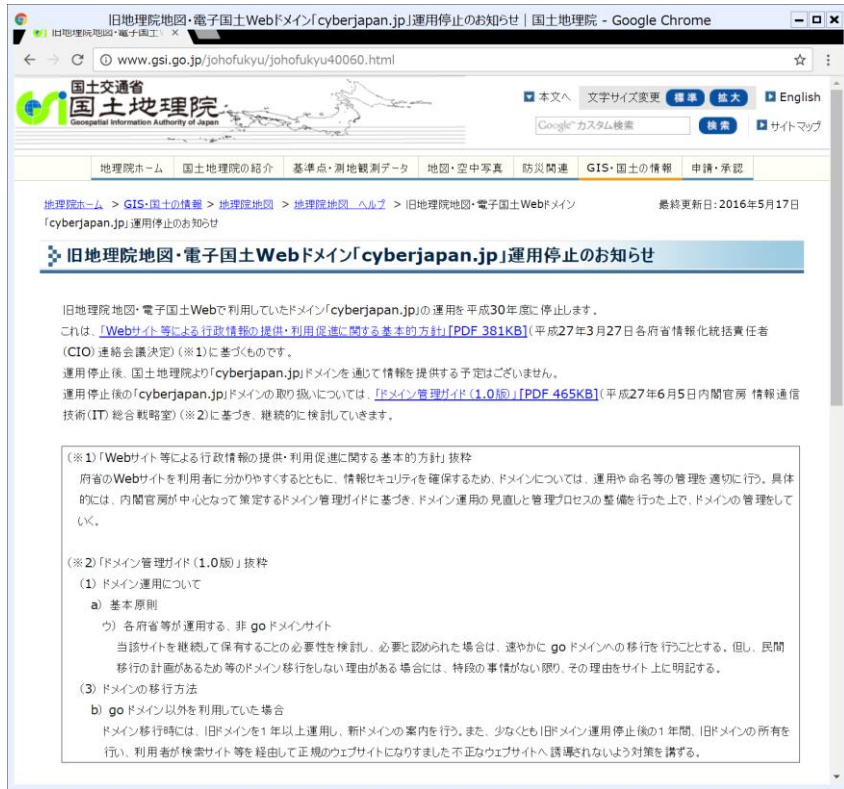 旧地理院地図・電子国土Webドメイン「cyberjapan.jp」運用停止のお知らせ | 国土地理院 - Google Chrome
旧地理院地図・電子国土W ×
www.gsi.go.jp/johofukyu/johofukyu40060.html
国土交通省
国土地理院
Geospatial Information Authority of Japan
本文へ 文字サイズ変更 標準 拡大 English
Google カスタム検索 検索 サイトマップ
地理院ホーム 国土地理院の紹介 基準点・測地観測データ 地図・空中写真 防災関連 GIS・国土の情報 申請・承認
地理院ホーム > GIS・国土の情報 > 地理院地図 > 地理院地図 ヘルプ > 旧地理院地図・電子国土Webドメイン 最終更新日:2016年5月17日
「cyberjapan.jp」運用停止のお知らせ
旧地理院地図・電子国土Webドメイン「cyberjapan.jp」運用停止のお知らせ
旧地理院地図・電子国土Webで利用していたドメイン「cyberjapan.jp」の運用を平成30年度に停止します。
これは、「Webサイト等による行政情報の提供・利用促進に関する基本的方針」[PDF 381KB](平成27年3月27日各府省情報化統括責任者
(CIO)連絡会議決定)(※1)に基づくものです。
運用停止後、国土地理院より「cyberjapan.jp」ドメインを通じて情報を提供する予定はございません。
運用停止後の「cyberjapan.jp」ドメインの取り扱いについては、「ドメイン管理ガイド(1.0版)」[PDF 465KB](平成27年6月5日内閣官房 情報通信
技術(IT)総合戦略室)(※2)に基づき、継続的に検討していきます。
(※1)「Webサイト等による行政情報の提供・利用促進に関する基本的方針」抜粋
府省のWebサイトを利用者に分かりやすくするとともに、情報セキュリティを確保するため、ドメインについては、運用や命名等の管理を適切に行う。具体
的には、内閣官房が中心となって策定するドメイン管理ガイドに基づき、ドメイン運用の見直しと管理プロセスの整備を行った上で、ドメインの管理をして
いく。
(※2)「ドメイン管理ガイド(1.0版)」抜粋
(1) ドメイン運用について
a) 基本原則
ウ) 各府省等が運用する、非 go ドメインサイト
当該サイトを継続して保有することの必要性を検討し、必要と認められた場合は、速やかに go ドメインへの移行を行うこととする。但し、民間
移行の計画があるため等のドメイン移行をしない理由がある場合には、特段の事情がない限り、その理由をサイト上に明記する。
(3) ドメインの移行方法
b) go ドメイン以外を利用していた場合
ドメイン移行時には、旧ドメインを1年以上運用し、新ドメインの案内を行う。また、少なくとも旧ドメイン運用停止後の1年間、旧ドメインの所有を
行い、利用者が検索サイト等を経由して正規のウェブサイトになりすました不正なウェブサイトへ誘導されないよう対策を講ずる。